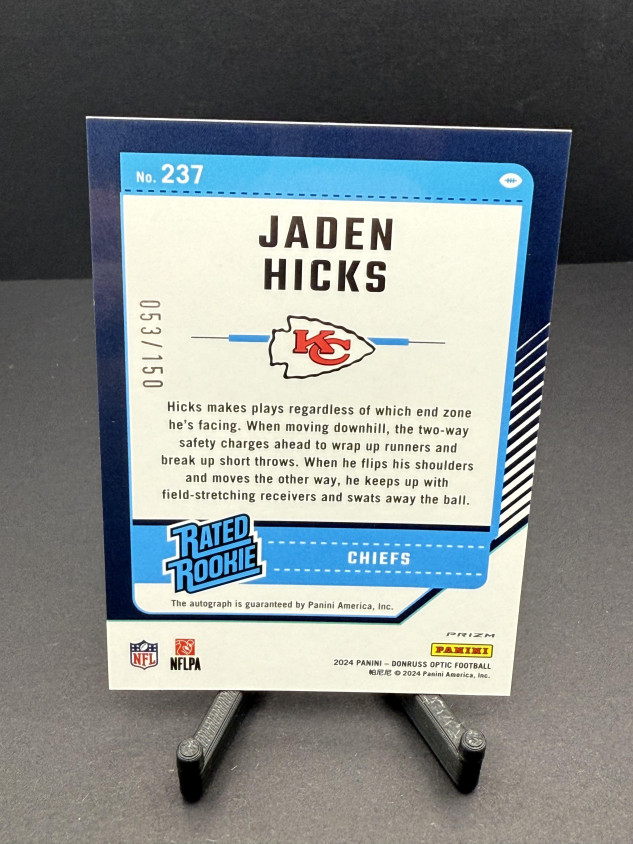 No. 237
JADEN
HICKS
053/150
KC
Hicks makes plays regardless of which end zone
he's facing. When moving downhill, the two-way
safety charges ahead to wrap up runners and
break up short throws. When he flips his shoulders
and moves the other way, he keeps up with
field-stretching receivers and swats away the ball.
RATED
ROOKIE
CHIEFS
The autograph is guaranteed by Panini America, Inc.
PRIZM
NFL
NFLPA
PANINI
2024 PANINI – DONRUSS OPTIC FOOTBALL
帕尼尼 © 2024 Panini America, Inc.